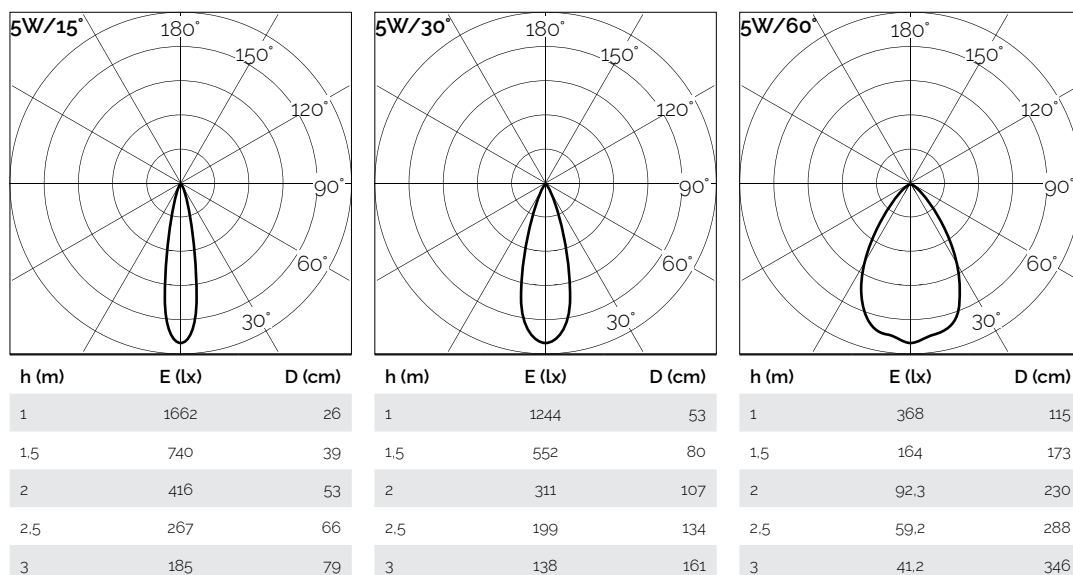 5W/15°
180°
150°
120°
90°
60°
30°
h (m) E (lx) D (cm)
1 1662 26
1,5 740 39
2 416 53
2,5 267 66
3 185 79
5W/30°
180°
150°
120°
90°
60°
30°
h (m) E (lx) D (cm)
1 1244 53
1,5 552 80
2 311 107
2,5 199 134
3 138 161
5W/60°
180°
150°
120°
90°
60°
30°
h (m) E (lx) D (cm)
1 368 115
1,5 164 173
2 92,3 230
2,5 59,2 288
3 41,2 346